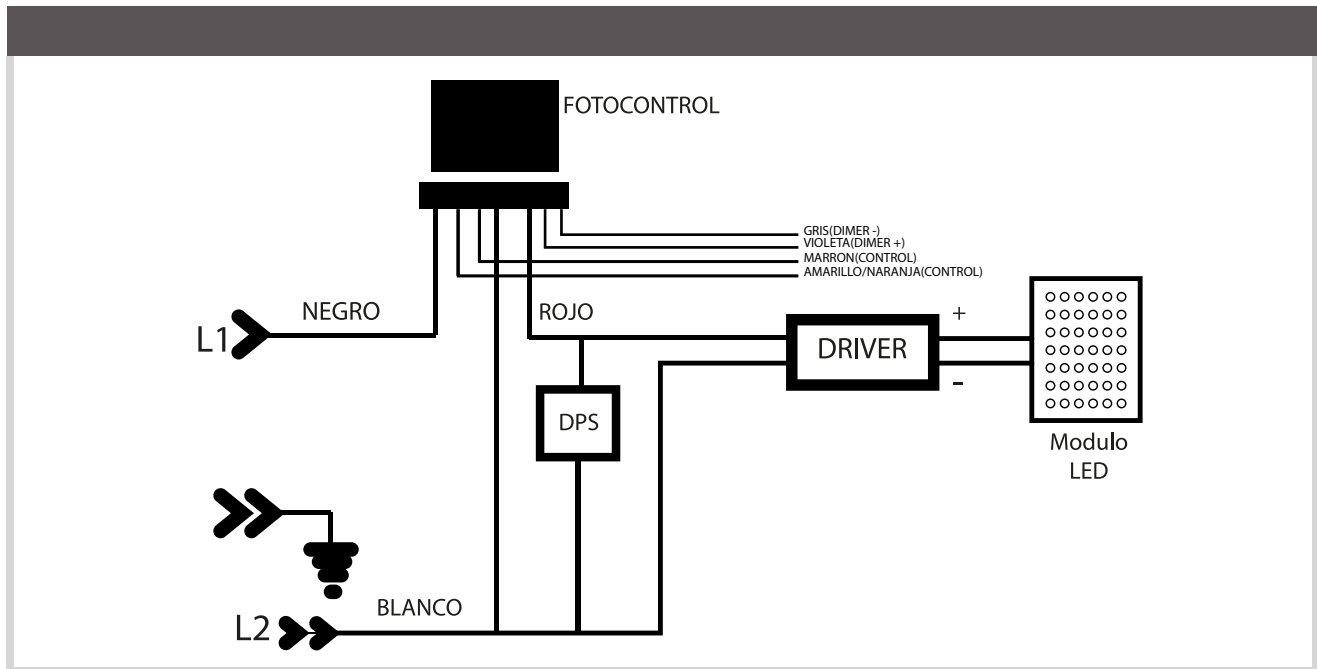 FOTOCONTROL
GRIS(DIMER -)
VIOLETA(DIMER +)
MARRON(CONTROL)
AMARILLO/NARANJA(CONTROL)
NEGRO
ROJO
L1
DRIVER
+
-
DPS
Modulo
LED
BLANCO
L2